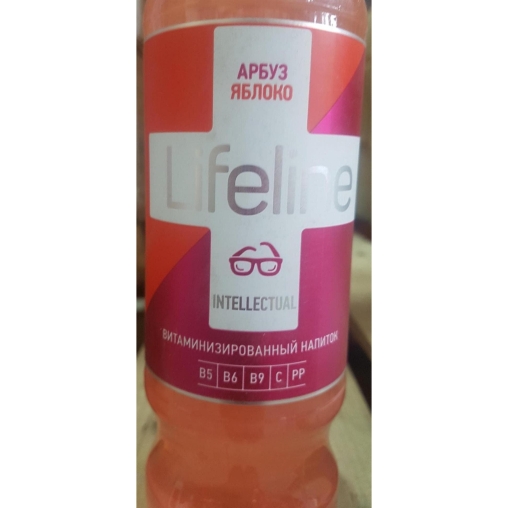 АРБУЗ
ЯБЛОКО
Lifeline
INTELLECTUAL
ВИТАМИНИЗИРОВАННЫЙ НАПИТОК
B5 B6 B9 C PP